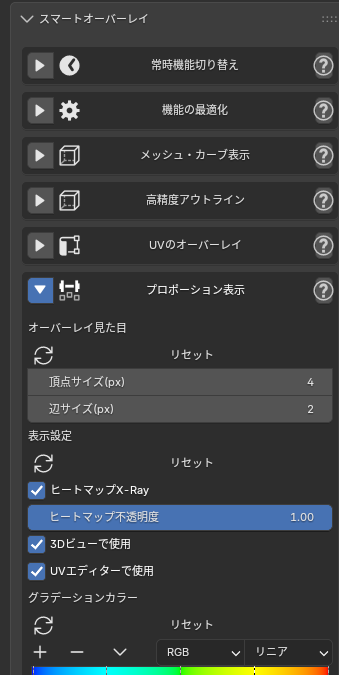 スマートオーバーレイ
常時機能切り替え
機能の最適化
メッシュ・カーブ表示
高精度アウトライン
UVのオーバーレイ
プロポーション表示
オーバーレイ見た目
リセット
頂点サイズ(px) 4
辺サイズ(px) 2
表示設定
リセット
ヒートマップX-Ray
ヒートマップ不透明度 1.00
3Dビューで使用
UVエディターで使用
グラデーションカラー
リセット
RGB リニア